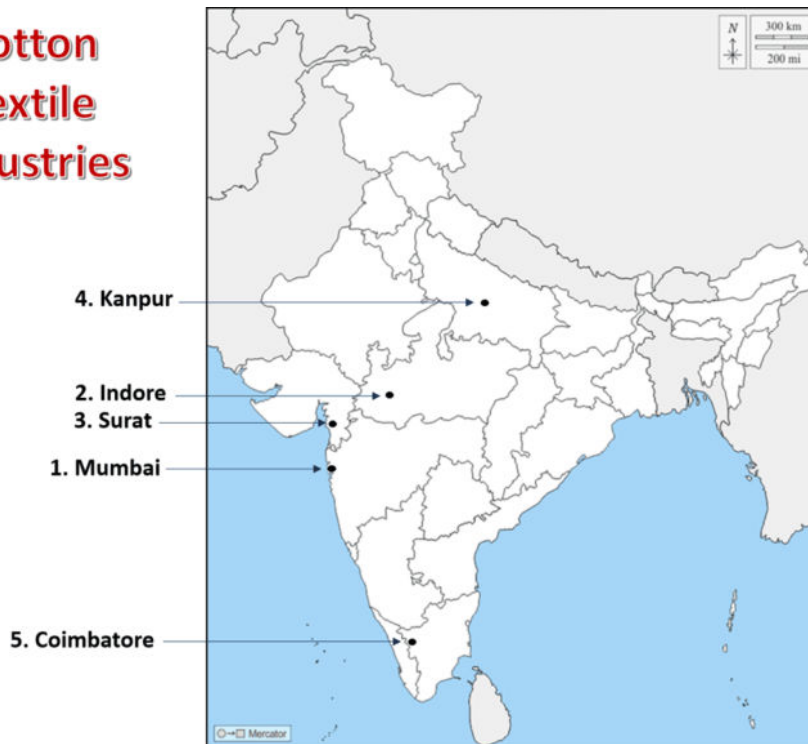 otton
extile
ustries
N
300 km
200 mi
4. Kanpur
2. Indore
3. Surat
1. Mumbai
5. Coimbatore
Mercator